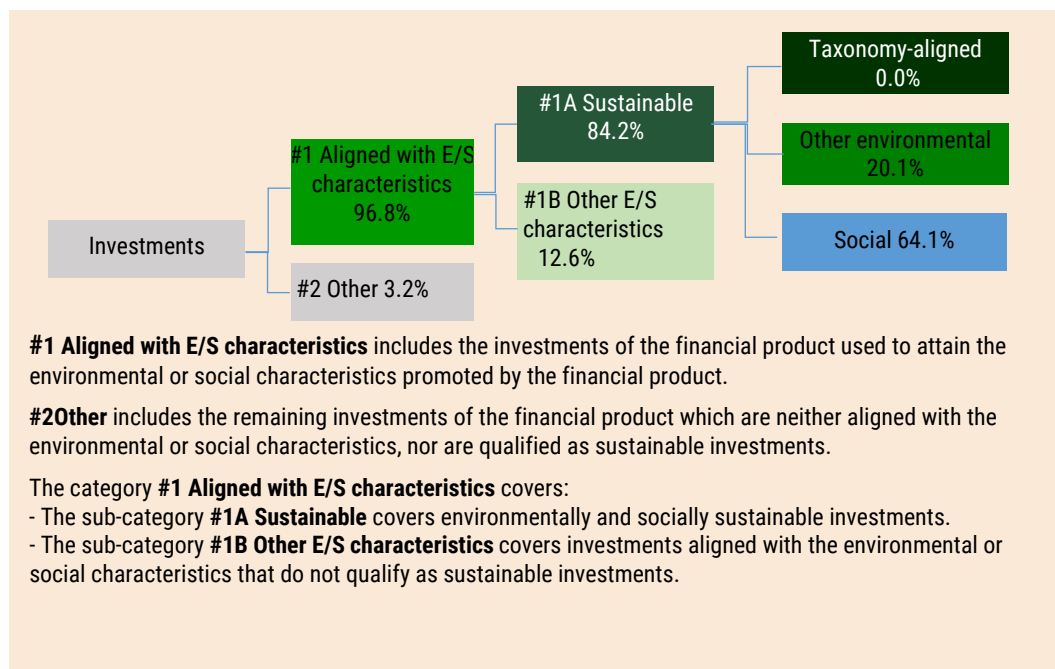 Taxonomy-aligned
0.0%
#1A Sustainable
84.2%
Other environmental
20.1%
#1 Aligned with E/S
characteristics
96.8%
#1B Other E/S
characteristics
12.6%
Social 64.1%
Investments
#2 Other 3.2%
#1 Aligned with E/S characteristics includes the investments of the financial product used to attain the
environmental or social characteristics promoted by the financial product.
#2Other includes the remaining investments of the financial product which are neither aligned with the
environmental or social characteristics, nor are qualified as sustainable investments.
The category #1 Aligned with E/S characteristics covers:
- The sub-category #1A Sustainable covers environmentally and socially sustainable investments.
- The sub-category #1B Other E/S characteristics covers investments aligned with the environmental or
social characteristics that do not qualify as sustainable investments.